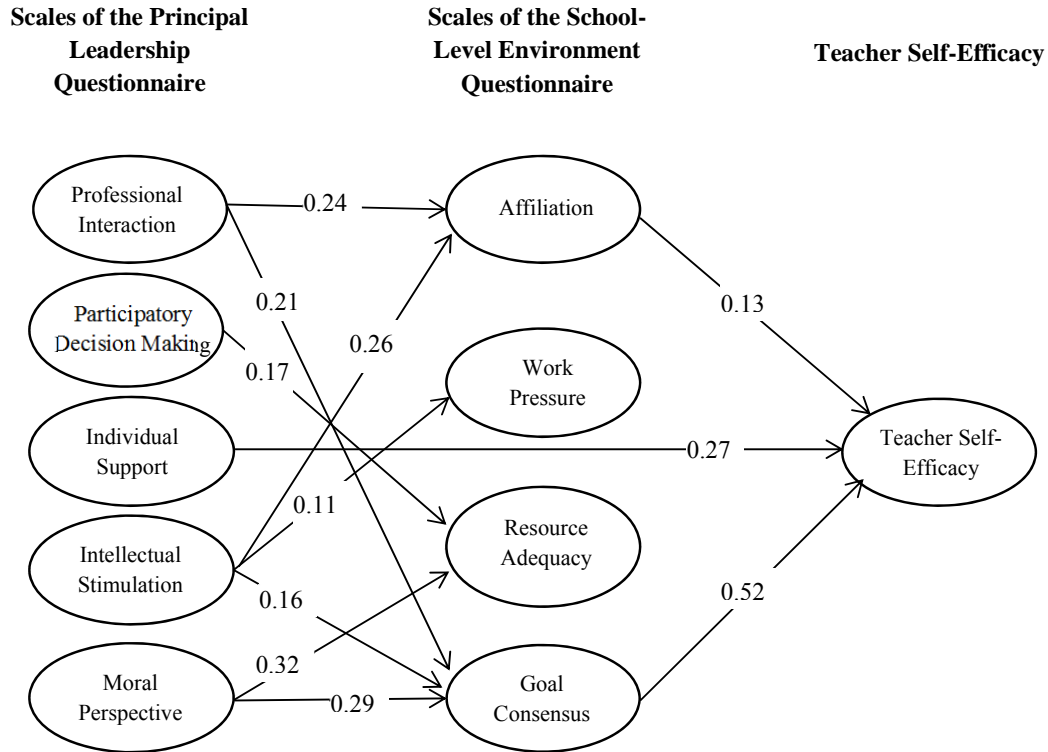 Scales of the Principal
Leadership
Questionnaire
Scales of the School-
Level Environment
Questionnaire
Teacher Self-Efficacy
Professional
Interaction
0.24
Affiliation
Participatory
Decision Making
0.21
0.13
0.26
0.17
Work
Pressure
Individual
Support
0.27
Teacher Self-
Efficacy
0.11
Intellectual
Stimulation
Resource
Adequacy
0.16
0.52
0.32
Moral
Perspective
0.29
Goal
Consensus